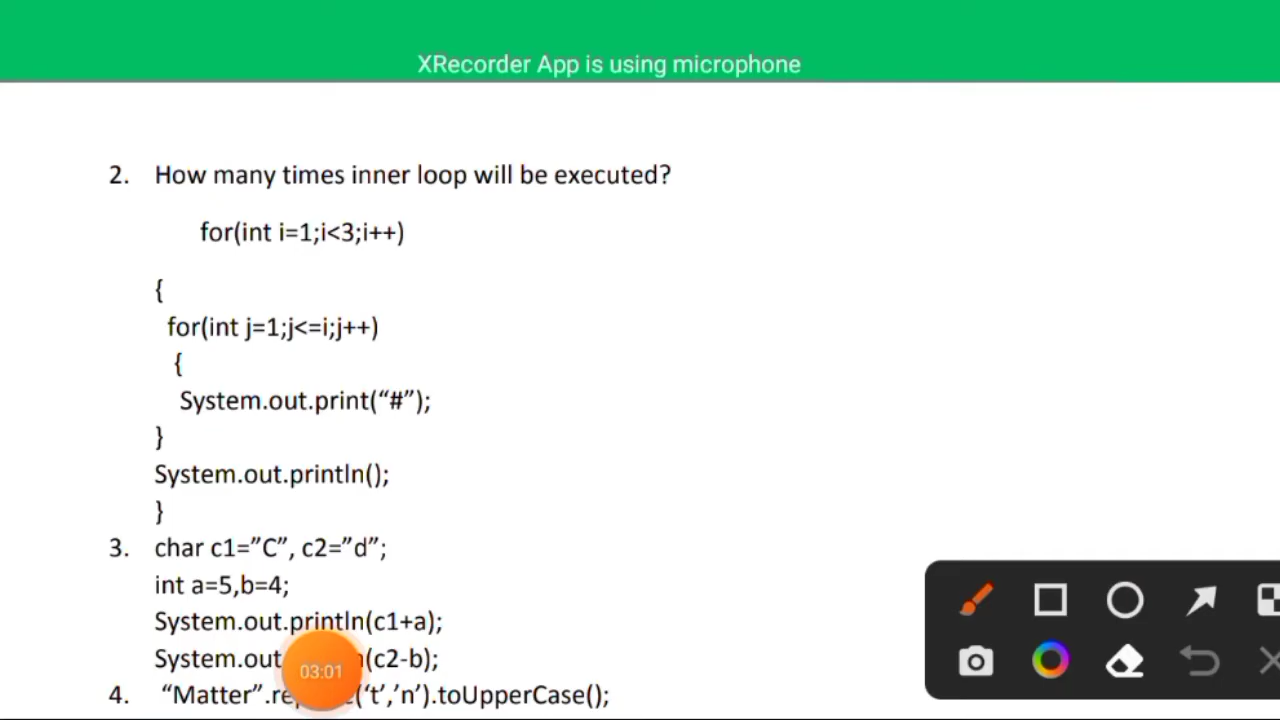 XRecorder App is using microphone
2. How many times inner loop will be executed?
for(int i=1;i<3;i++)
{
for(int j=1;j<=i;j++)
{
System.out.print(“#”);
}
System.out.println();
}
3. char c1=”C”, c2=”d”;
int a=5,b=4;
System.out.println(c1+a);
System.out (c2-b);
4. “Matter”. (‘t’,’n’).toUpperCase();
03:01